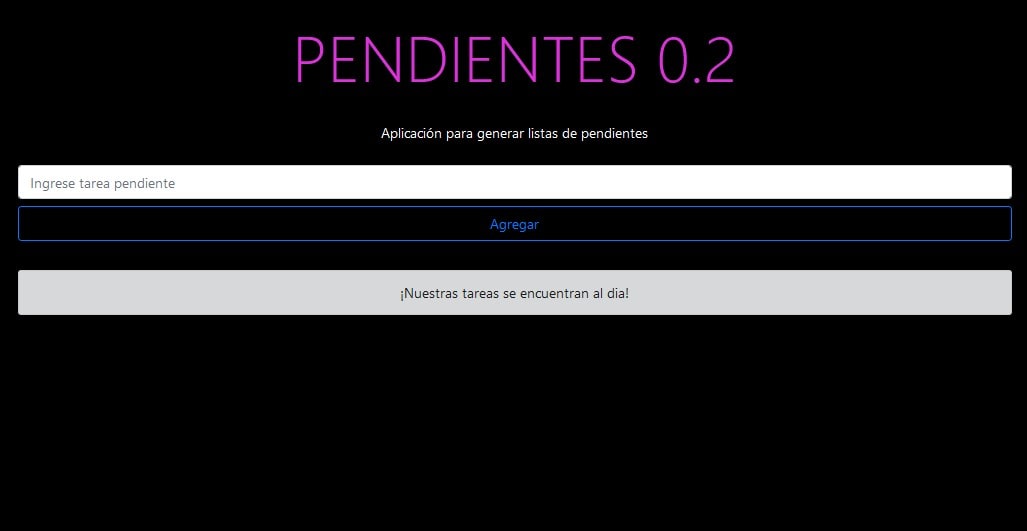 PENDIENTES 0.2
Aplicación para generar listas de pendientes
Ingrese tarea pendiente
Agregar
¡Nuestras tareas se encuentran al dia!